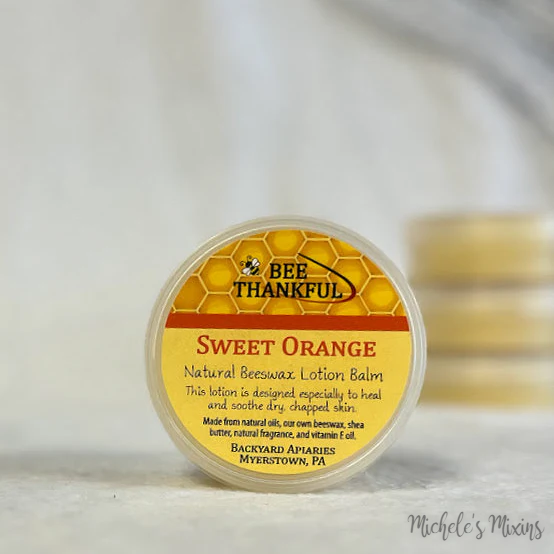 BEE
THANKFUL
SWEET ORANGE
Natural Beeswax Lotion Balm
This lotion is designed especially to heal
and soothe dry, chapped skin.
Made from natural oils, our own beeswax, shea
butter, natural fragrance, and vitamin E oil.
BACKYARD APIARIES
MYERSTOWN, PA
Michele's Mixins